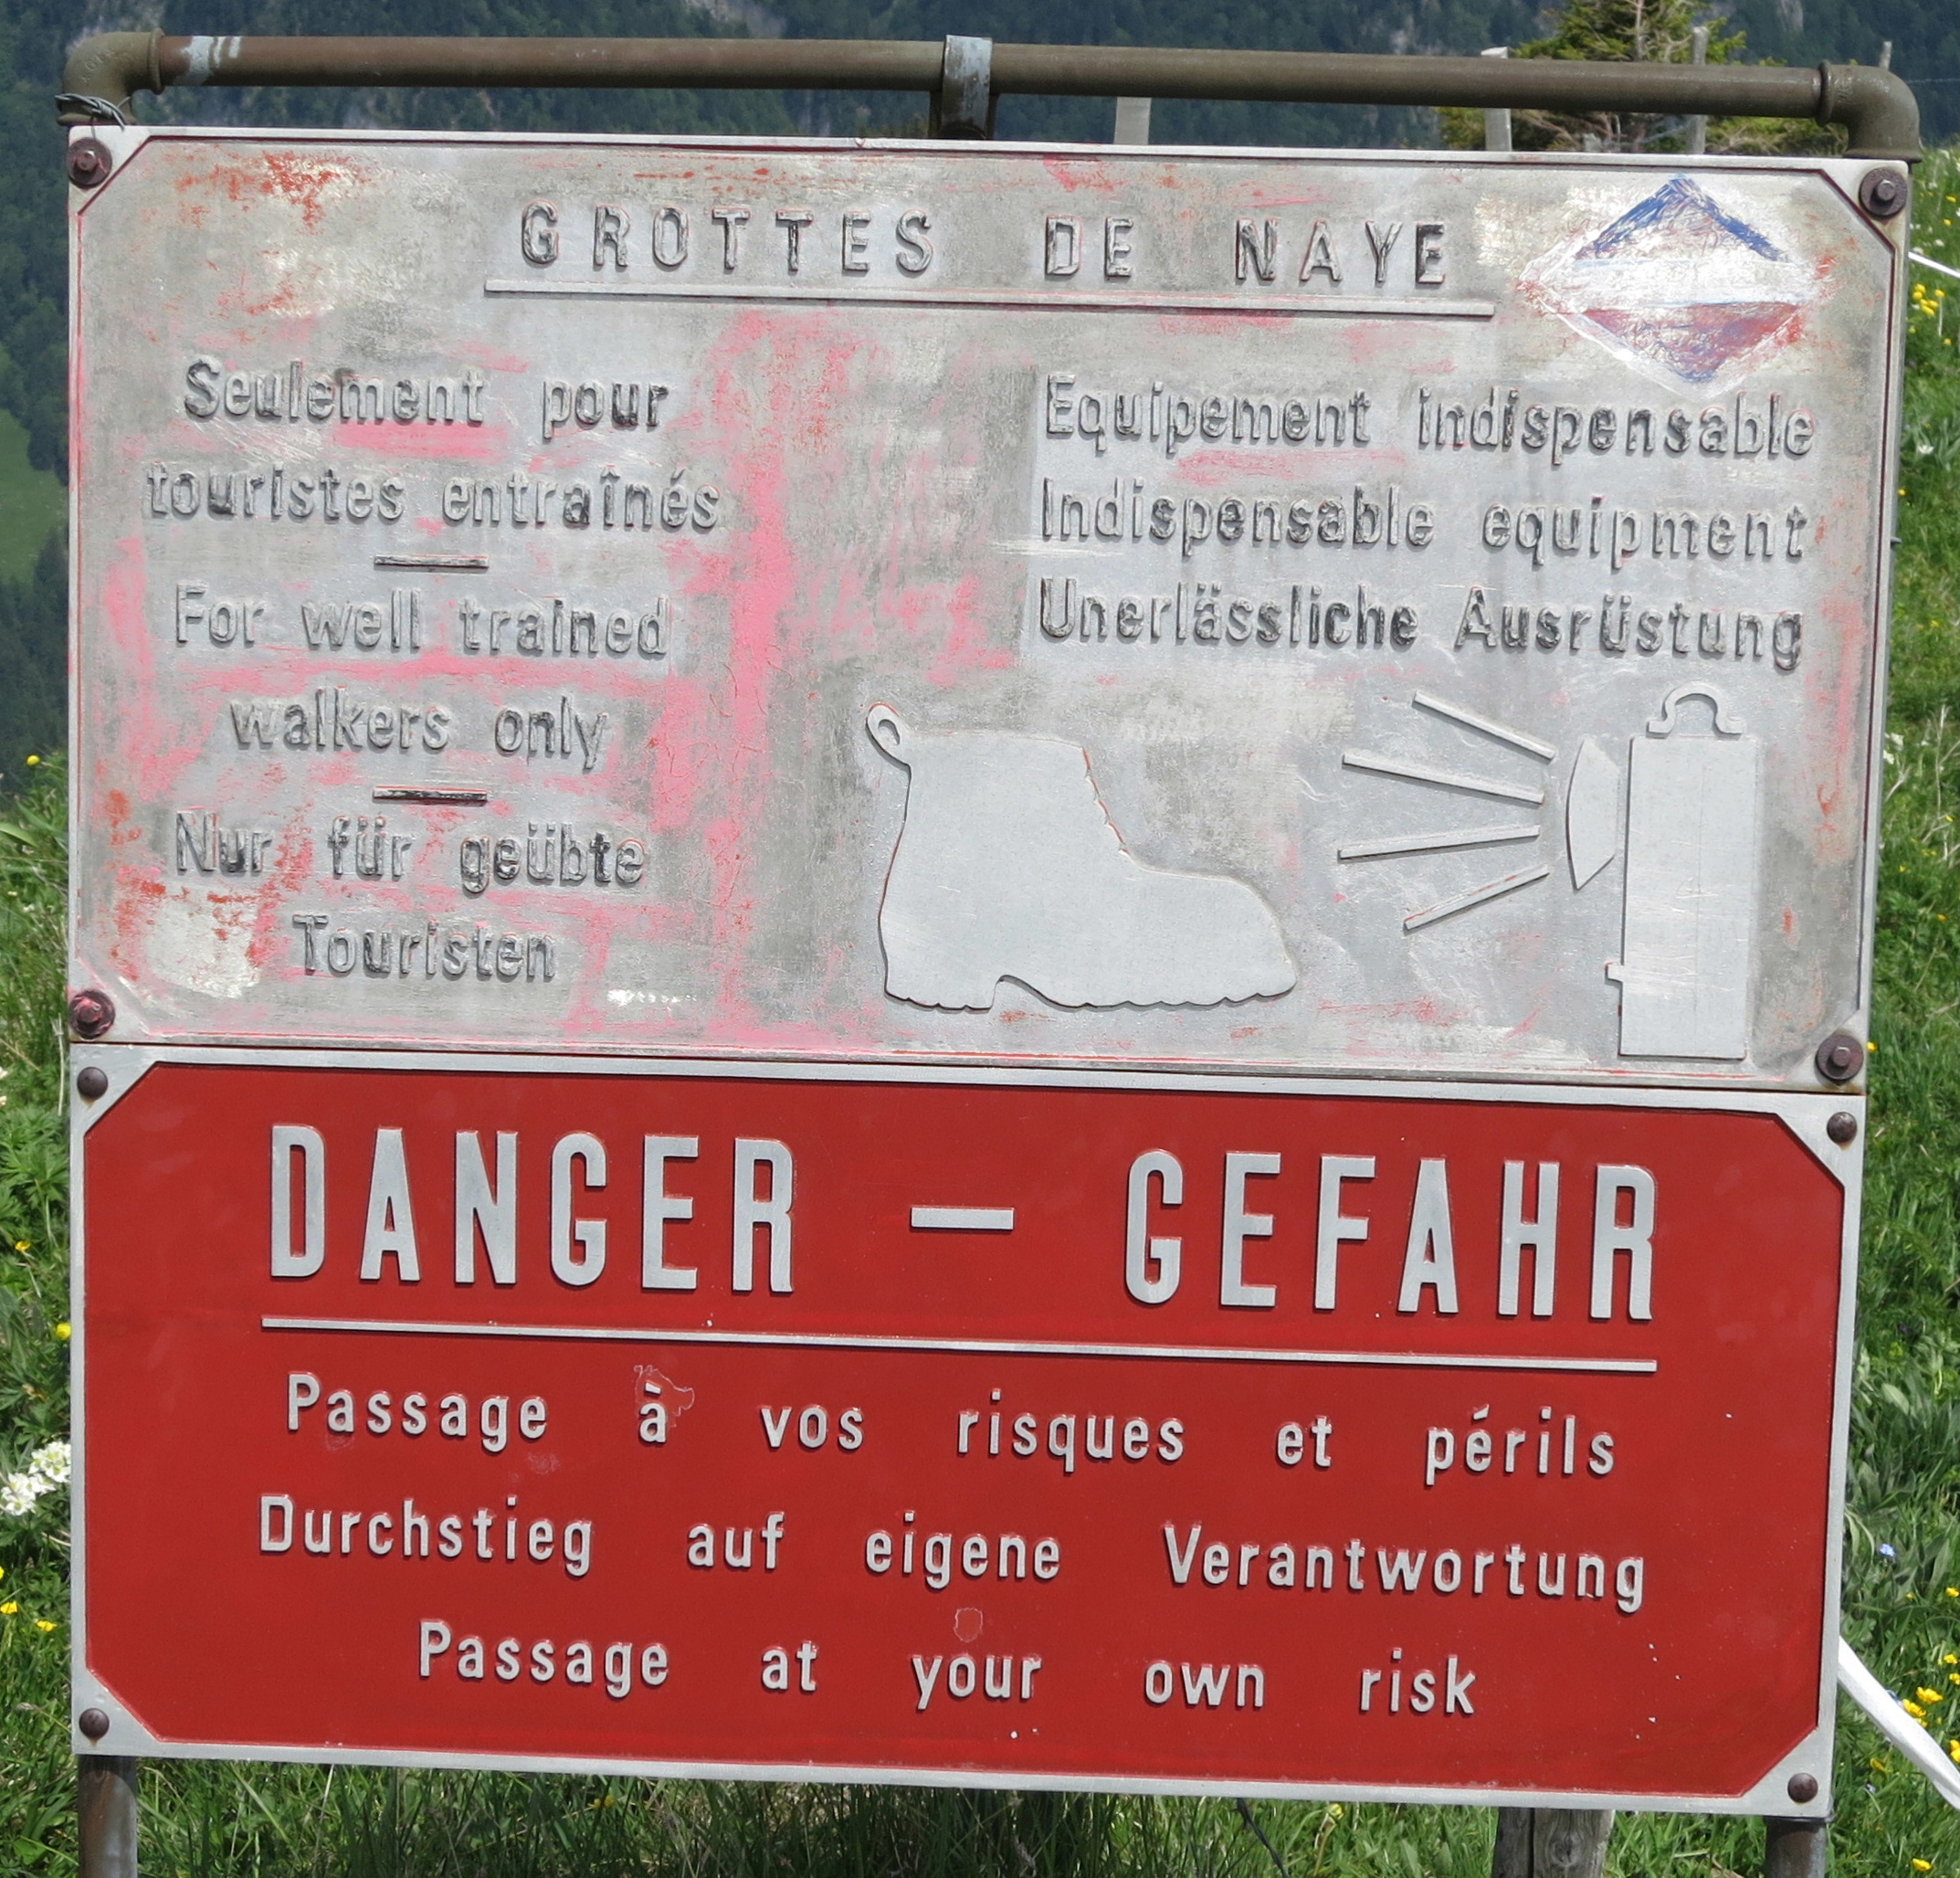 GROTTES DE NAYE
Seulement pour
touristes entraînés
For well trained
walkers only
Nur für geübte
Touristen
Equipement indispensable
Indispensable equipment
Unerlässliche Ausrüstung
DANGER — GEFAHR
Passage à vos risques et périls
Durchstieg auf eigene Verantwortung
Passage at your own risk